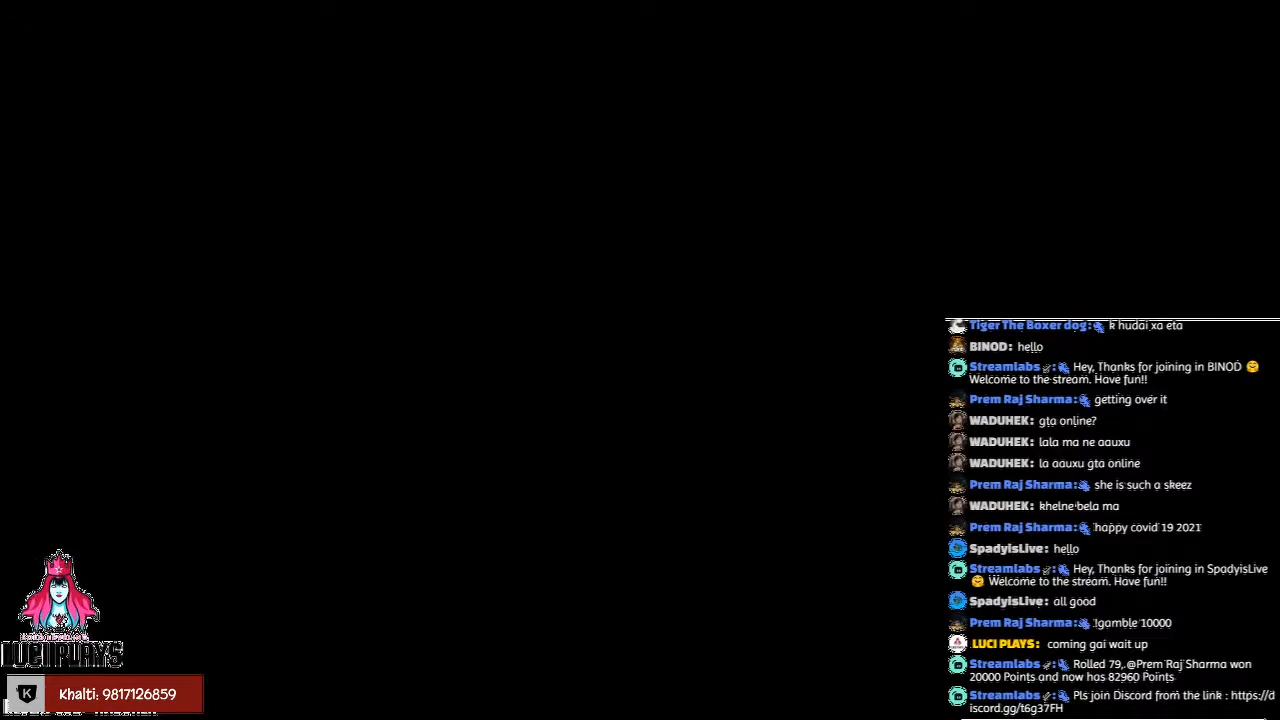 Tiger The Boxer dog: k hudai xa eta
BINOD: hello
Streamlabs: Hey, Thanks for joining in BINOD 🤗
Welcome to the stream. Have fun!!
Prem Raj Sharma: getting over it
WADUHEK: gta online?
WADUHEK: lala ma ne aauxu
WADUHEK: la aauxu gta online
Prem Raj Sharma: she is such a skeez
WADUHEK: khelne bela ma
Prem Raj Sharma: happy covid 19 2021
SpadyisLive: hello
Streamlabs: Hey, Thanks for joining in SpadyisLive
🤗 Welcome to the stream. Have fun!!
SpadyisLive: all good
Prem Raj Sharma: !gamble 10000
LUCI PLAYS: coming gai wait up
Streamlabs: Rolled 79, @Prem Raj Sharma won
20000 Points and now has 82960 Points
Streamlabs: Pls join Discord from the link : https://d
iscord.gg/t6g37FH
LUCI PLAYS
K Khalti: 9817126859